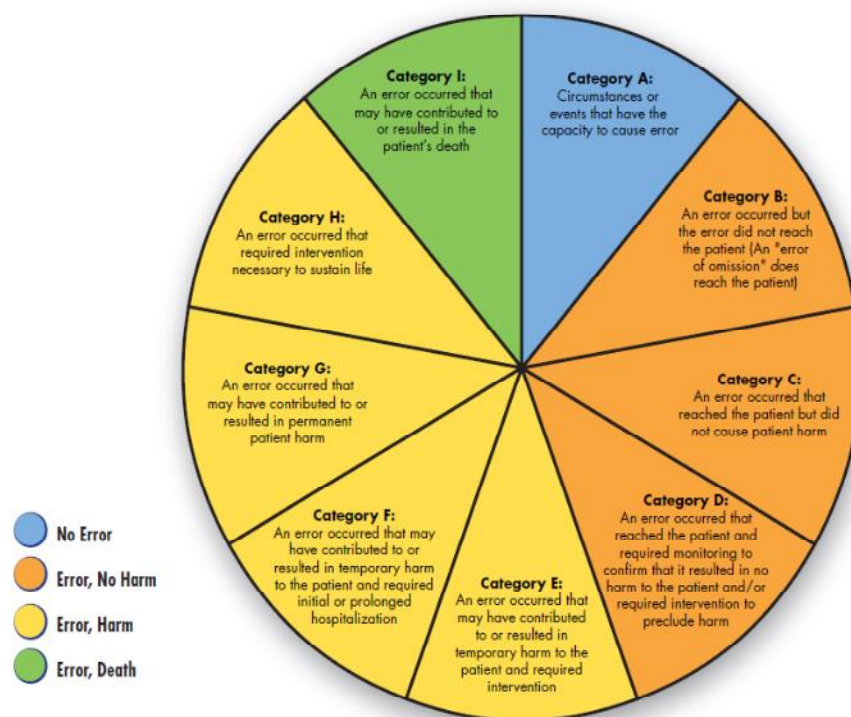 Category I:
An error occurred that
may have contributed to
or resulted in the
patient's death
Category A:
Circumstances or
events that have the
capacity to cause error
Category B:
An error occurred but
the error did not reach
the patient (An "error
of omission" does
reach the patient)
Category C:
An error occurred that
reached the patient but did
not cause patient harm
Category D:
An error occurred that
reached the patient and
required monitoring to
confirm that it resulted in no
harm to the patient and/or
required intervention to
preclude harm
Category E:
An error occurred that
may have contributed
to or resulted in
temporary harm to the
patient and required
intervention
Category F:
An error occurred that may
have contributed to or
resulted in temporary harm
to the patient and required
initial or prolonged
hospitalization
Category G:
An error occurred that
may have contributed to or
resulted in permanent
patient harm
Category H:
An error occurred that
required intervention
necessary to sustain life
No Error
Error, No Harm
Error, Harm
Error, Death